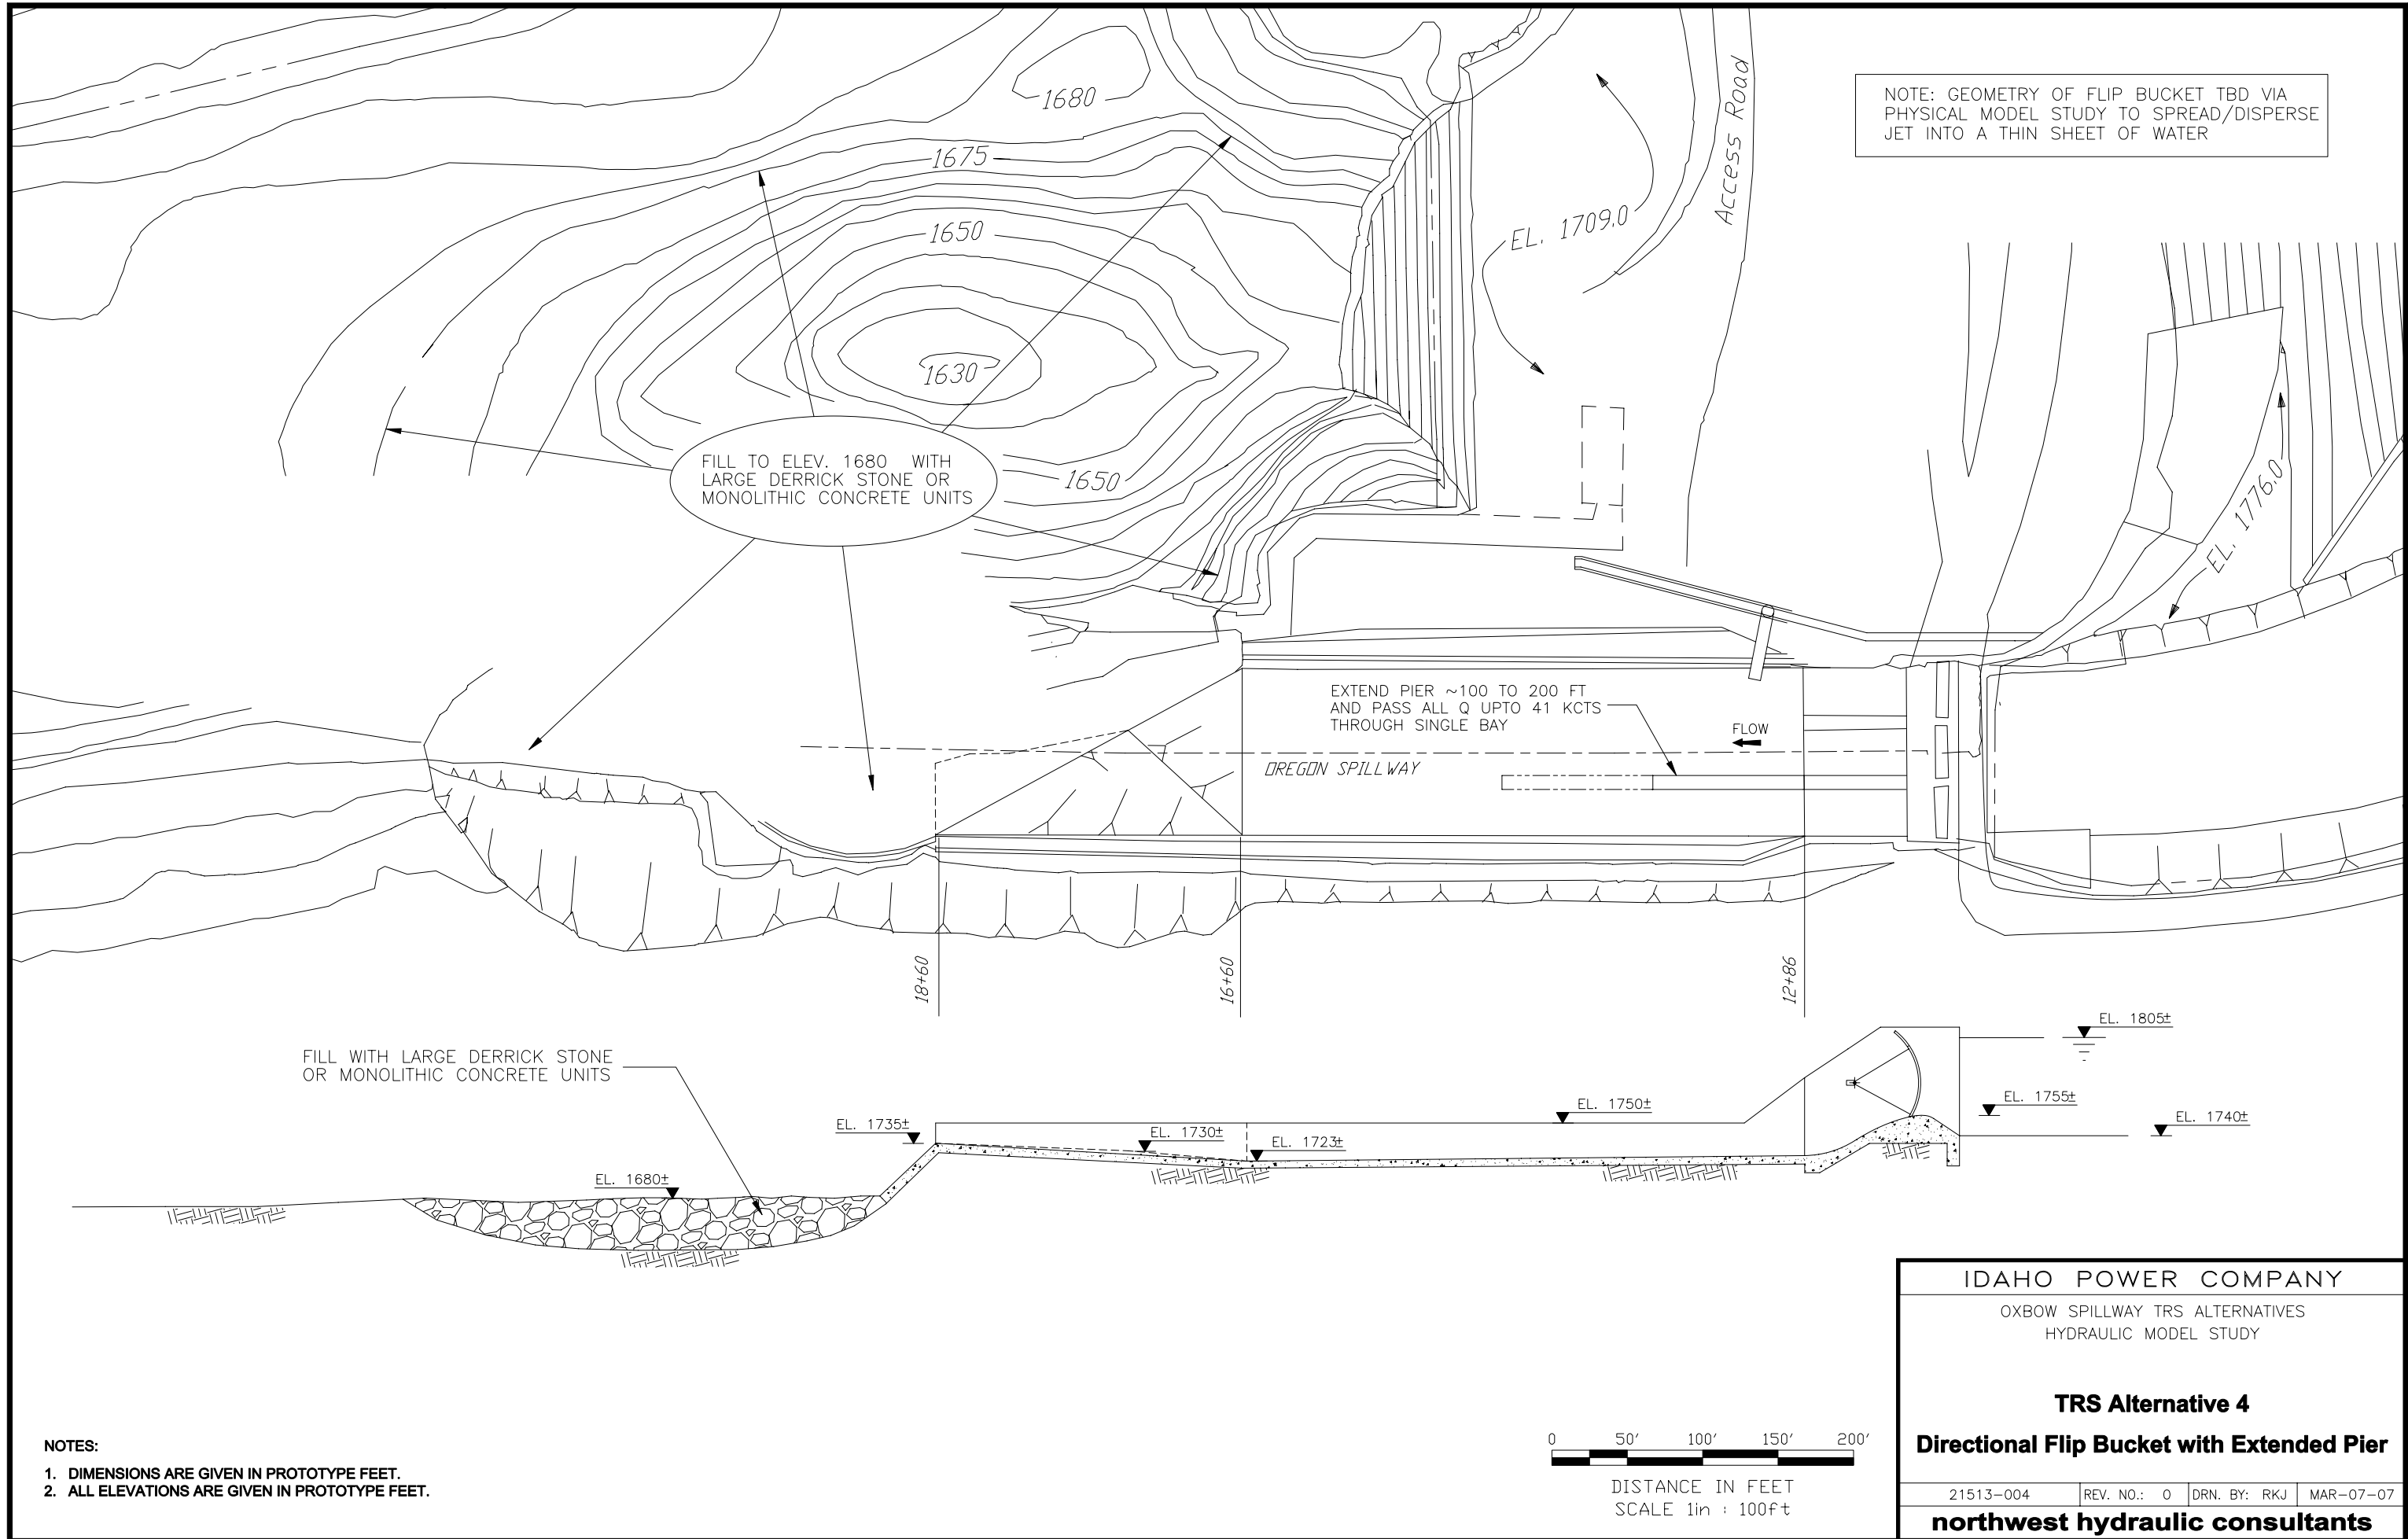 1680
1675
1650
1630
1650
Access Road
EL. 1709.0
NOTE: GEOMETRY OF FLIP BUCKET TBD VIA
PHYSICAL MODEL STUDY TO SPREAD/DISPERSE
JET INTO A THIN SHEET OF WATER
FILL TO ELEV. 1680 WITH
LARGE DERRICK STONE OR
MONOLITHIC CONCRETE UNITS
EL. 1776.0
EXTEND PIER ~100 TO 200 FT
AND PASS ALL Q UPTO 41 KCTS
THROUGH SINGLE BAY
FLOW
OREGON SPILLWAY
18+60
16+60
12+86
FILL WITH LARGE DERRICK STONE
OR MONOLITHIC CONCRETE UNITS
EL. 1805±
EL. 1755±
EL. 1740±
EL. 1750±
EL. 1735±
EL. 1730±
EL. 1723±
EL. 1680±
NOTES:
1. DIMENSIONS ARE GIVEN IN PROTOTYPE FEET.
2. ALL ELEVATIONS ARE GIVEN IN PROTOTYPE FEET.
0 50' 100' 150' 200'
DISTANCE IN FEET
SCALE 1in : 100ft
IDAHO POWER COMPANY
OXBOW SPILLWAY TRS ALTERNATIVES
HYDRAULIC MODEL STUDY
TRS Alternative 4
Directional Flip Bucket with Extended Pier
21513-004 REV. NO.: 0 DRN. BY: RKJ MAR-07-07
northwest hydraulic consultants